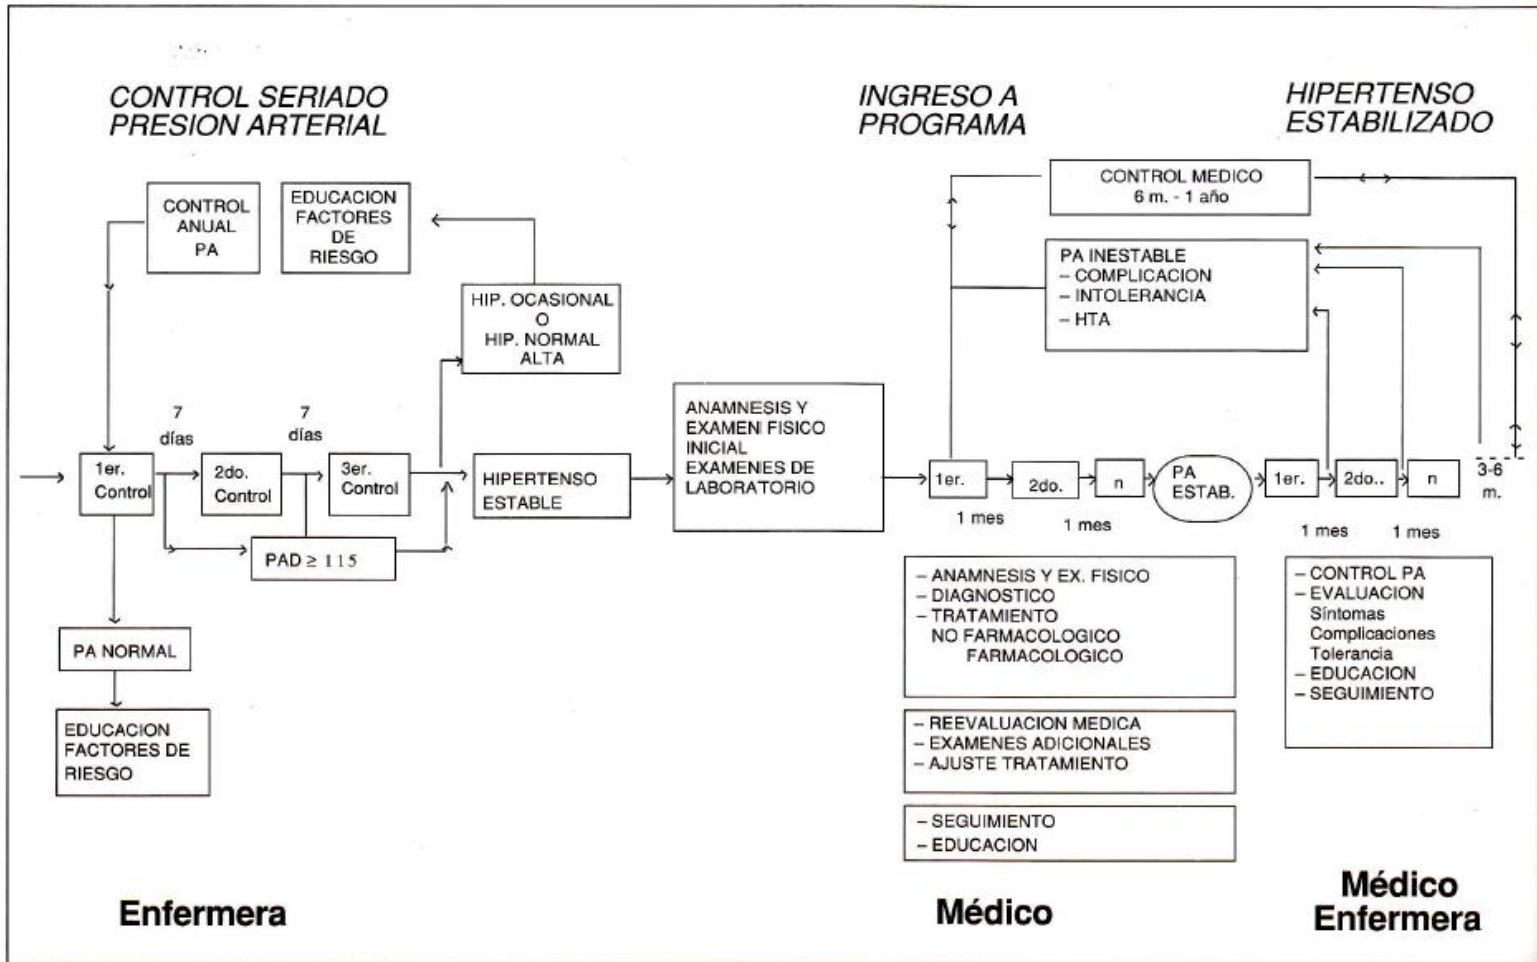 CONTROL SERIADO
PRESION ARTERIAL
INGRESO A
PROGRAMA
HIPERTENSO
ESTABILIZADO
CONTROL
ANUAL
PA
EDUCACION
FACTORES
DE
RIESGO
HIP. OCASIONAL
O
HIP. NORMAL
ALTA
7
días
7
días
1er.
Control
2do.
Control
3er.
Control
PAD ≥ 115
PA NORMAL
EDUCACION
FACTORES DE
RIESGO
HIPERTENSO
ESTABLE
ANAMNESIS Y
EXAMEN FISICO
INICIAL
EXAMENES DE
LABORATORIO
CONTROL MEDICO
6 m. - 1 año
PA INESTABLE
– COMPLICACION
– INTOLERANCIA
– HTA
1er.
2do.
n
PA
ESTAB.
1er.
2do..
n
3-6
m.
1 mes
1 mes
1 mes
1 mes
– ANAMNESIS Y EX. FISICO
– DIAGNOSTICO
– TRATAMIENTO
NO FARMACOLOGICO
FARMACOLOGICO
– REEVALUACION MEDICA
– EXAMENES ADICIONALES
– AJUSTE TRATAMIENTO
– SEGUIMIENTO
– EDUCACION
– CONTROL PA
– EVALUACION
Síntomas
Complicaciones
Tolerancia
– EDUCACION
– SEGUIMIENTO
Enfermera
Médico
Médico
Enfermera